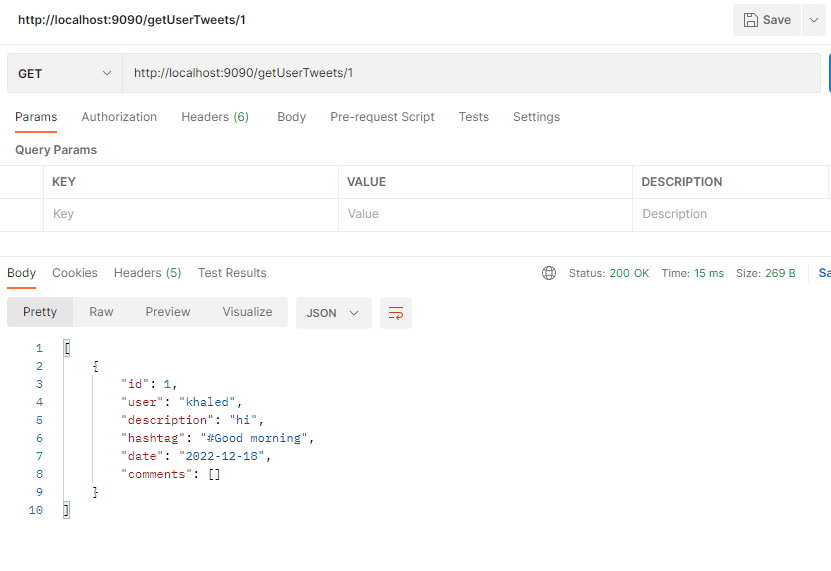 http://localhost:9090/getUserTweets/1
Save
GET http://localhost:9090/getUserTweets/1
Params Authorization Headers (6) Body Pre-request Script Tests Settings
Query Params
KEY VALUE DESCRIPTION
Key Value Description
Body Cookies Headers (5) Test Results Status: 200 OK Time: 15 ms Size: 269 B Sa
Pretty Raw Preview Visualize JSON
1 [
2 {
3 "id": 1,
4 "user": "khaled",
5 "description": "hi",
6 "hashtag": "#Good morning",
7 "date": "2022-12-18",
8 "comments": []
9 }
10 ]